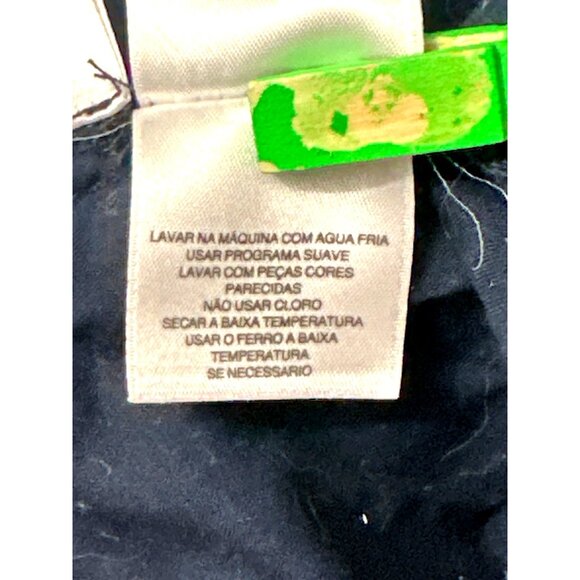 LAVAR NA MÁQUINA COM AGUA FRIA
USAR PROGRAMA SUAVE
LAVAR COM PEÇAS CORES
PARECIDAS
NÃO USAR CLORO
SECAR A BAIXA TEMPERATURA
USAR O FERRO A BAIXA
TEMPERATURA
SE NECESSARIO